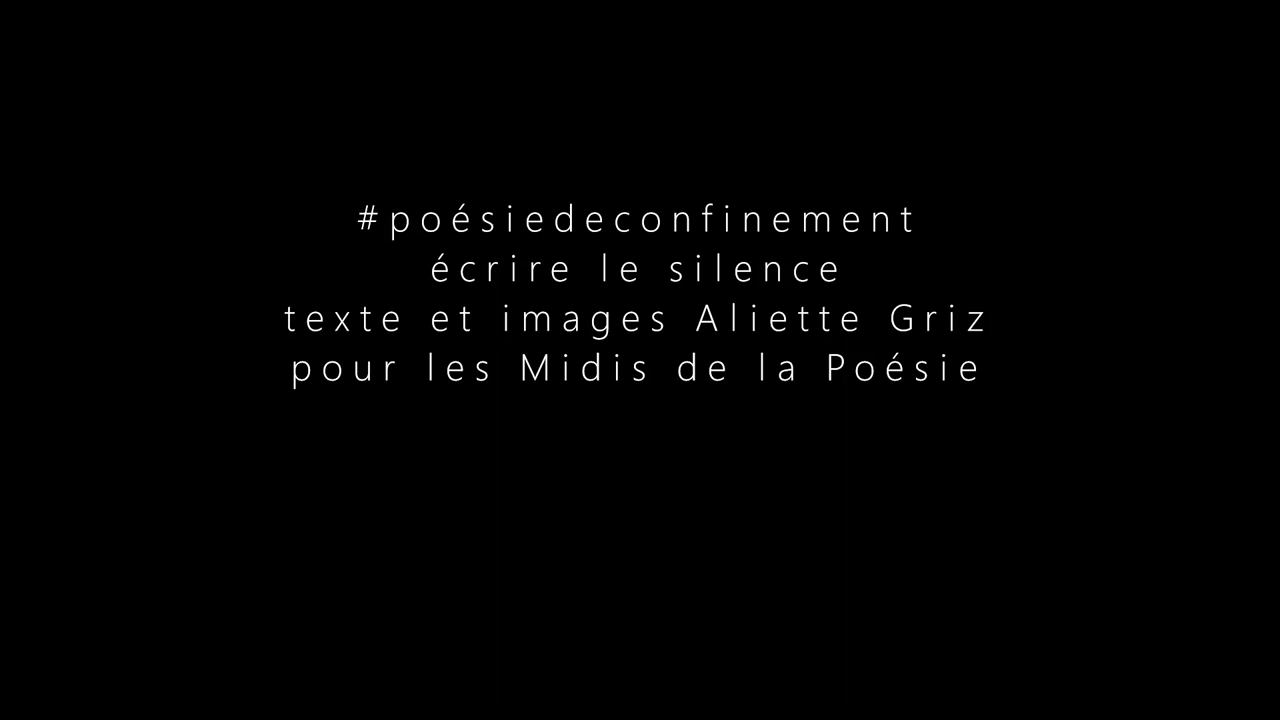 #poésiedeconfinement
écrire le silence
texte et images Aliette Griz
pour les Midis de la Poésie